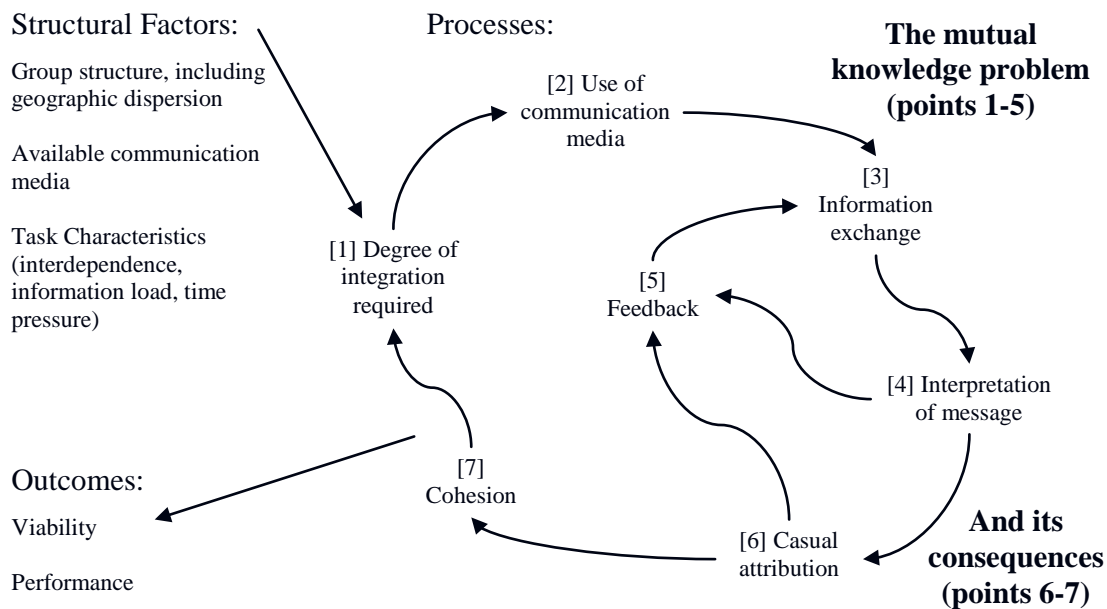 Structural Factors:
Group structure, including
geographic dispersion
Available communication
media
Task Characteristics
(interdependence,
information load, time
pressure)
Processes:
The mutual
knowledge problem
(points 1-5)
[1] Degree of
integration
required
[2] Use of
communication
media
[3]
Information
exchange
[4] Interpretation
of message
[5]
Feedback
[6] Casual
attribution
[7]
Cohesion
And its
consequences
(points 6-7)
Outcomes:
Viability
Performance